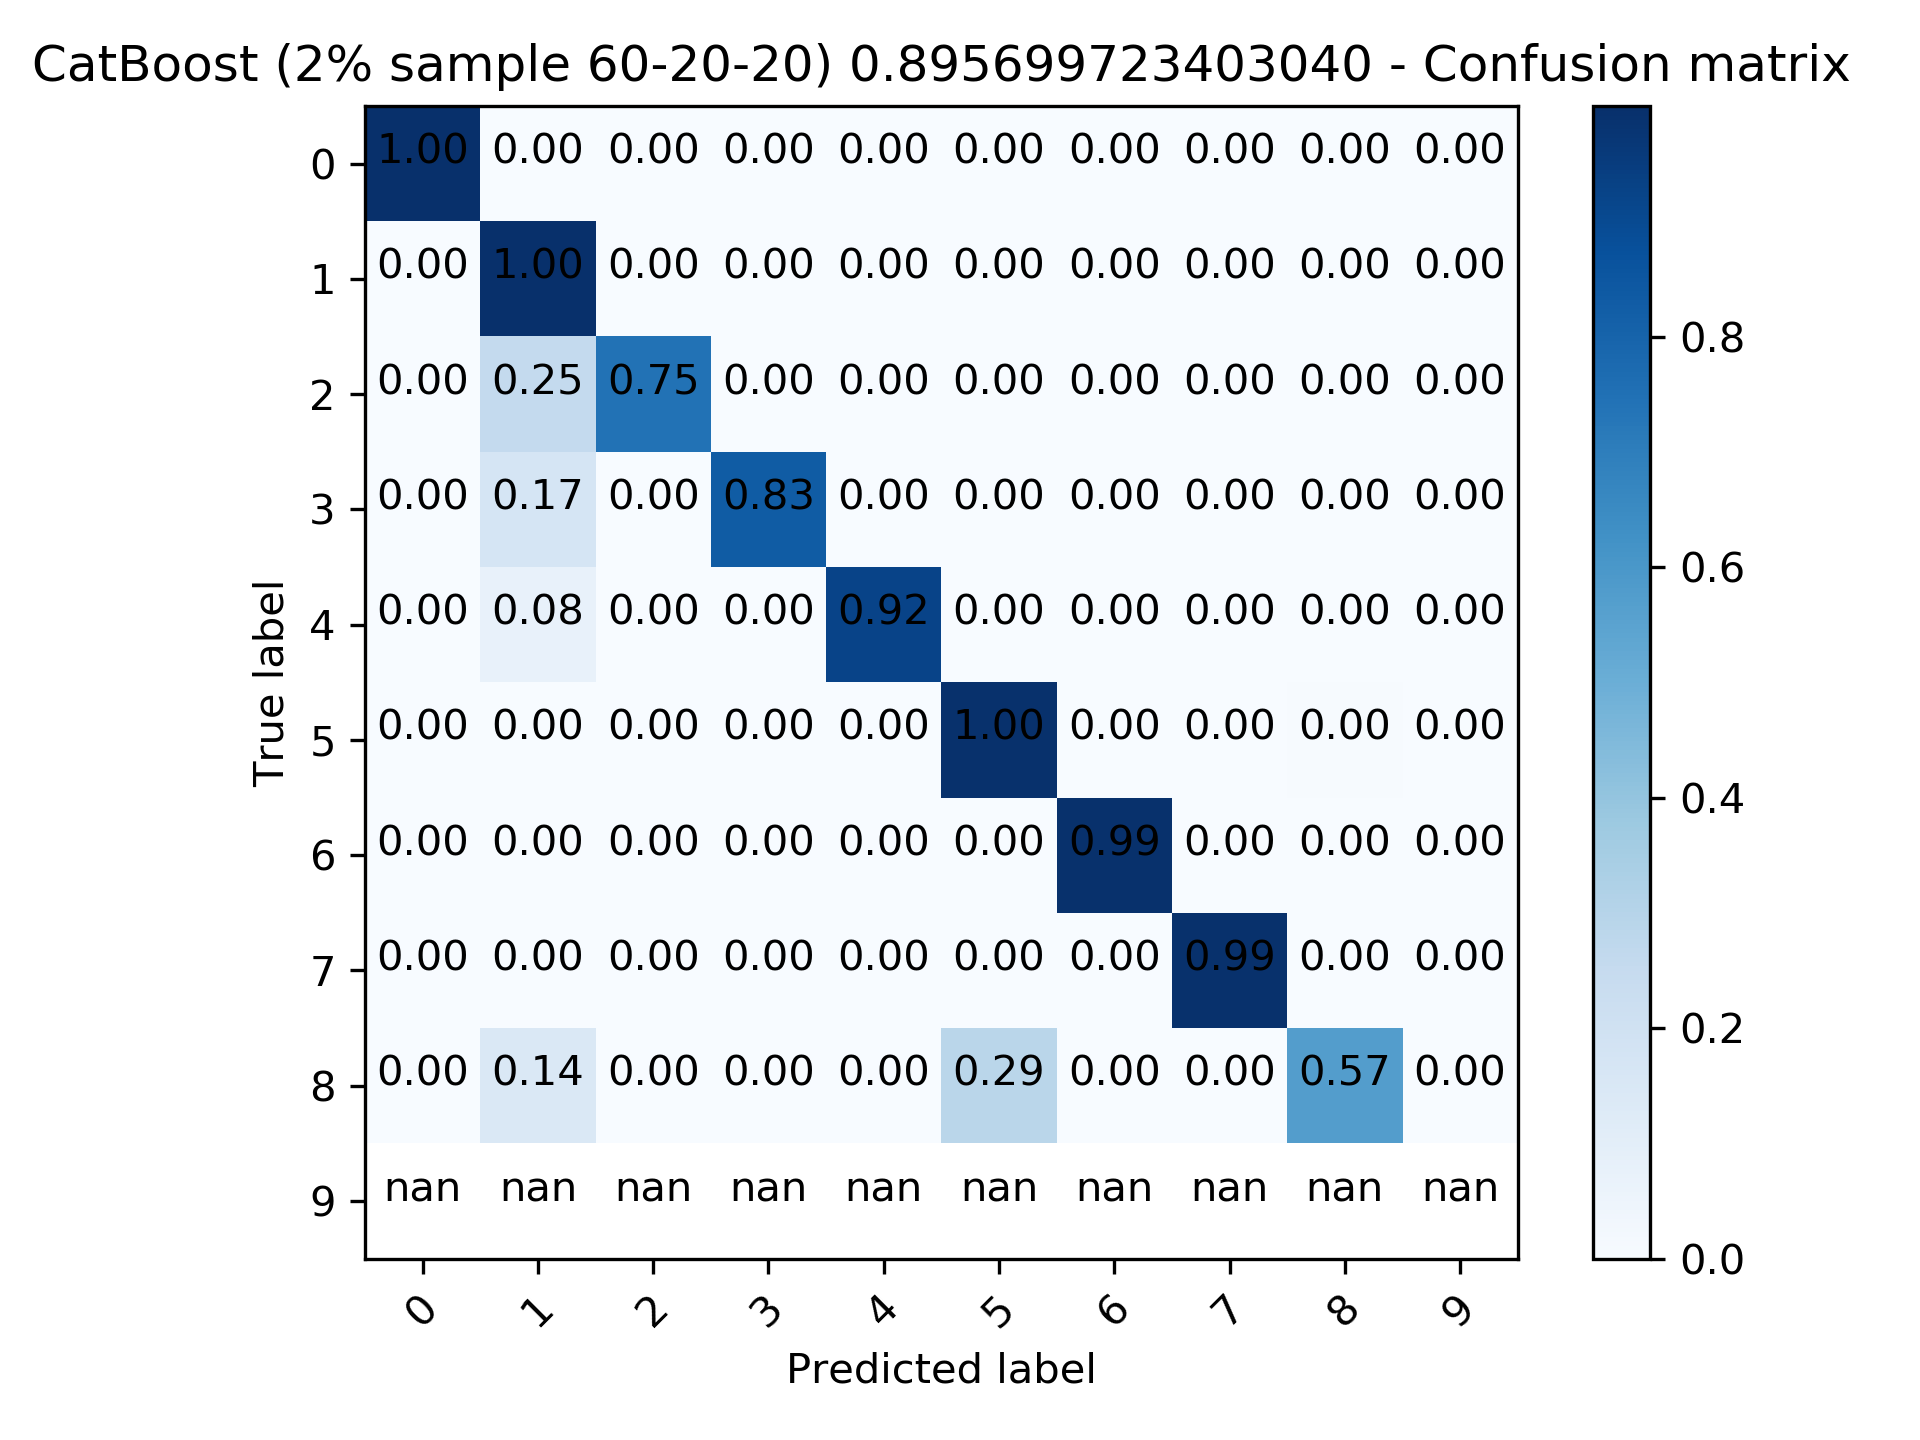 CatBoost (2% sample 60-20-20) 0.895699723403040 - Confusion matrix
0 1.00 0.00 0.00 0.00 0.00 0.00 0.00 0.00 0.00 0.00
1 0.00 1.00 0.00 0.00 0.00 0.00 0.00 0.00 0.00 0.00
2 0.00 0.25 0.75 0.00 0.00 0.00 0.00 0.00 0.00 0.00
3 0.00 0.17 0.00 0.83 0.00 0.00 0.00 0.00 0.00 0.00
4 0.00 0.08 0.00 0.00 0.92 0.00 0.00 0.00 0.00 0.00
5 0.00 0.00 0.00 0.00 0.00 1.00 0.00 0.00 0.00 0.00
6 0.00 0.00 0.00 0.00 0.00 0.00 0.99 0.00 0.00 0.00
7 0.00 0.00 0.00 0.00 0.00 0.00 0.00 0.99 0.00 0.00
8 0.00 0.14 0.00 0.00 0.00 0.29 0.00 0.00 0.57 0.00
9 nan nan nan nan nan nan nan nan nan nan
0 1 2 3 4 5 6 7 8 9
Predicted label
True label
0.8
0.6
0.4
0.2
0.0